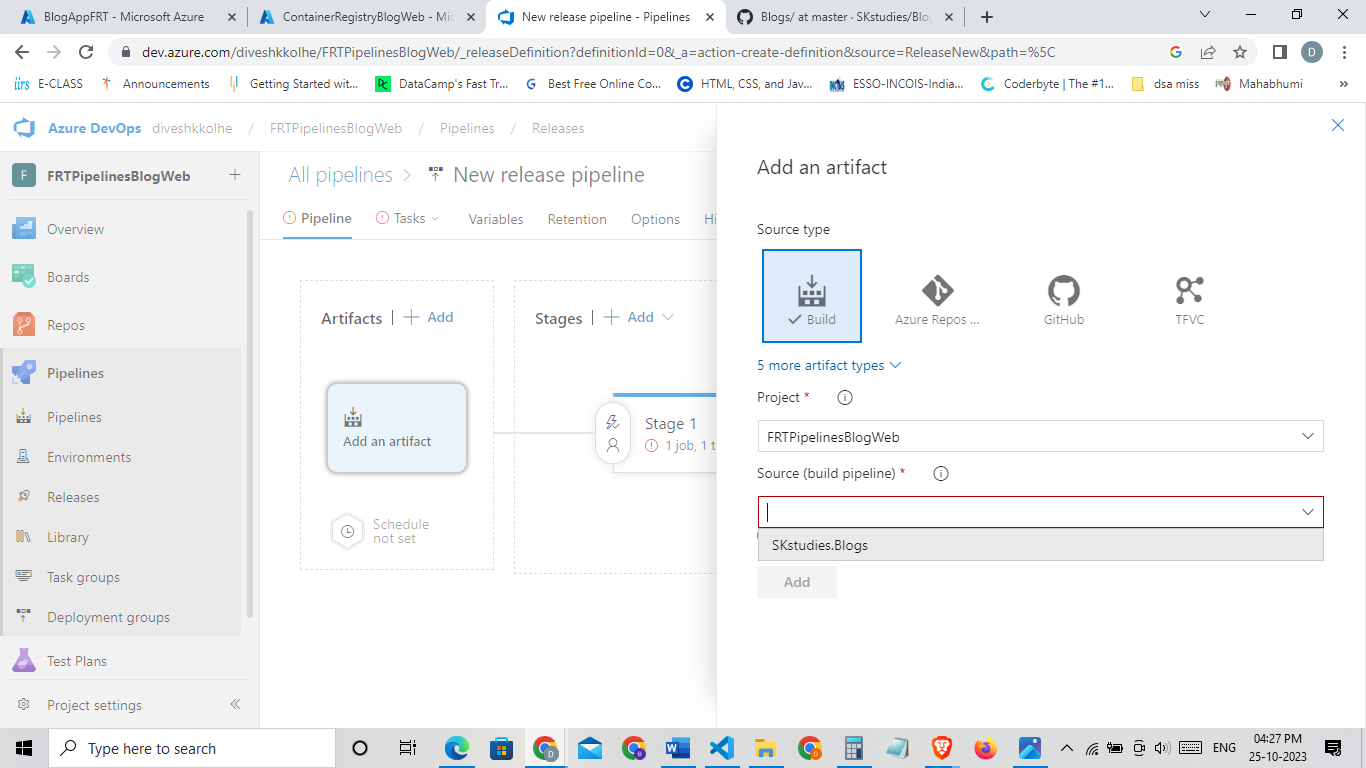 BlogAppFRT - Microsoft Azure
ContainerRegistryBlogWeb - Mic
New release pipeline - Pipelines
Blogs/ at master · SKstudies/Blog
dev.azure.com/diveshkkolhe/FRTPipelinesBlogWeb/_releaseDefinition?definitionId=0&_a=action-create-definition&source=ReleaseNew&path=%5C
D
iirs E-CLASS
Announcements
Getting Started wit...
DataCamp's Fast Tr...
Best Free Online Co...
HTML, CSS, and Jav...
ESSO-INCOIS-India...
Coderbyte | The #1...
dsa miss
Mahabhumi
»
Azure DevOps diveshkkolhe / FRTPipelinesBlogWeb / Pipelines / Releases
F FRTPipelinesBlogWeb +
Overview
Boards
Repos
Pipelines
Pipelines
Environments
Releases
Library
Task groups
Deployment groups
Test Plans
Project settings
All pipelines > New release pipeline
Pipeline Tasks Variables Retention Options Hi
Artifacts | + Add
Add an artifact
Schedule
not set
Stages | + Add
Stage 1
1 job, 1 t
Add an artifact
Source type
Build
Azure Repos ...
GitHub
TFVC
5 more artifact types
Project *
FRTPipelinesBlogWeb
Source (build pipeline) *
SKstudies.Blogs
Add
Type here to search
ENG
04:27 PM
25-10-2023